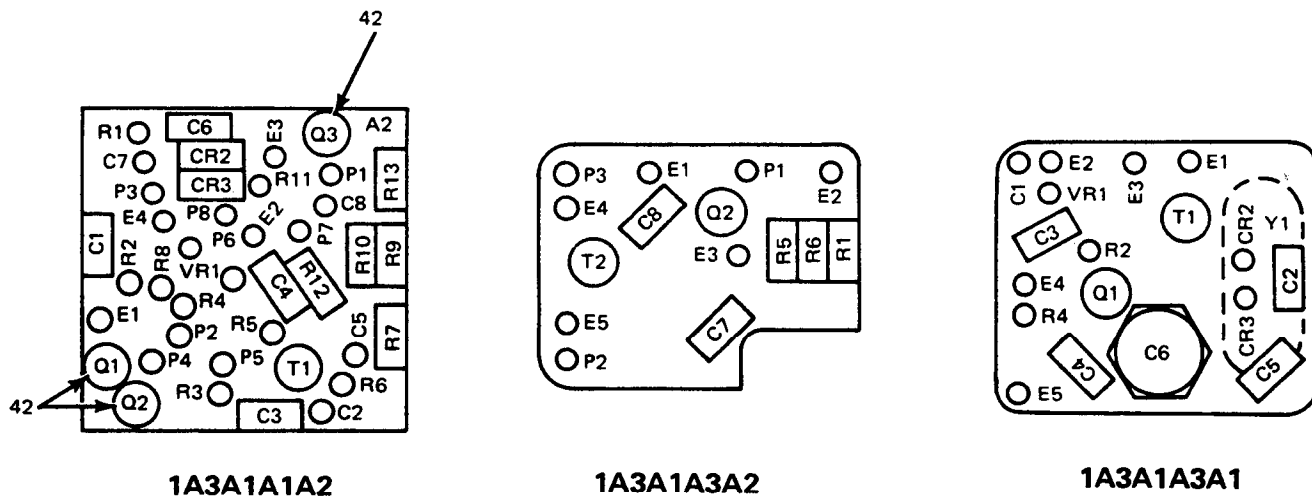 42
R1
C6
E3
Q3
A2
C7
CR2
P3
CR3
R11
P1
R13
E4
P8
C8
C1
R2
R8
P6
E2
P7
R10
R9
VR1
C4
R12
E1
R4
P2
R5
C5
R7
Q1
P4
P5
T1
R6
42
Q2
R3
C3
C2
1A3A1A1A2
P3
E1
P1
E2
E4
C8
Q2
T2
E3
R5
R6
R1
E5
C7
P2
1A3A1A3A2
C1
E2
E3
E1
VR1
T1
CR2
Y1
C3
R2
E4
Q1
C2
R4
CR3
C4
C6
C5
E5
1A3A1A3A1